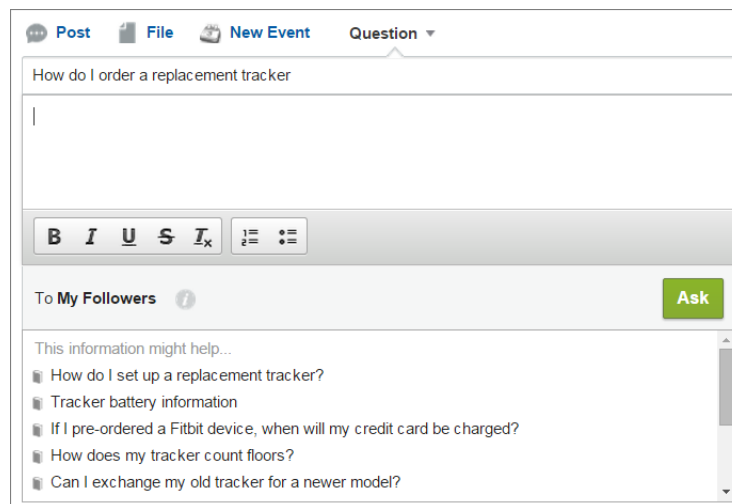 Post File New Event Question
How do I order a replacement tracker
B I U S Tx
To My Followers i
Ask
This information might help...
How do I set up a replacement tracker?
Tracker battery information
If I pre-ordered a Fitbit device, when will my credit card be charged?
How does my tracker count floors?
Can I exchange my old tracker for a newer model?